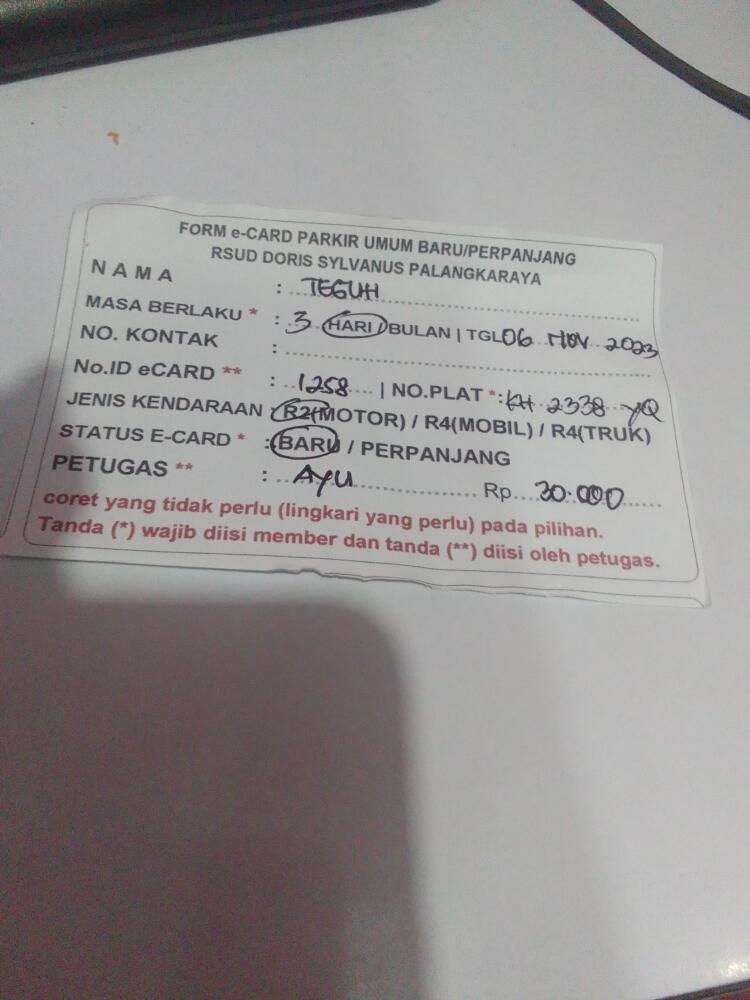 FORM e-CARD PARKIR UMUM BARU/PERPANJANG
RSUD DORIS SYLVANUS PALANGKARAYA
N A M A : TEGUH
MASA BERLAKU * : 3 HARI / BULAN | TGL 06 NOV 2023
NO. KONTAK :
No.ID eCARD ** : 1258 | NO.PLAT *: KH 2338 YQ
JENIS KENDARAAN : R2(MOTOR) / R4(MOBIL) / R4(TRUK)
STATUS E-CARD * : BARU / PERPANJANG
PETUGAS ** : AYU Rp 30.000
coret yang tidak perlu (lingkari yang perlu) pada pilihan.
Tanda (*) wajib diisi member dan tanda (**) diisi oleh petugas.